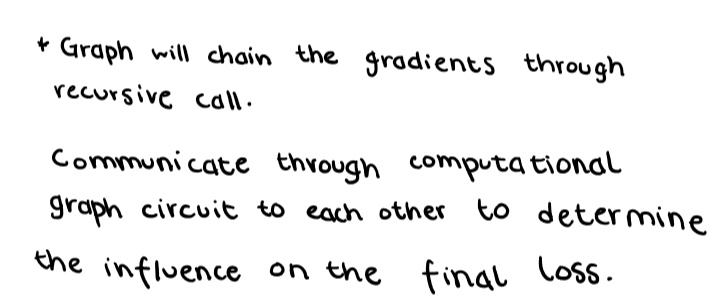 + Graph will chain the gradients through
recursive call.
Communicate through computational
graph circuit to each other to determine
the influence on the final loss.